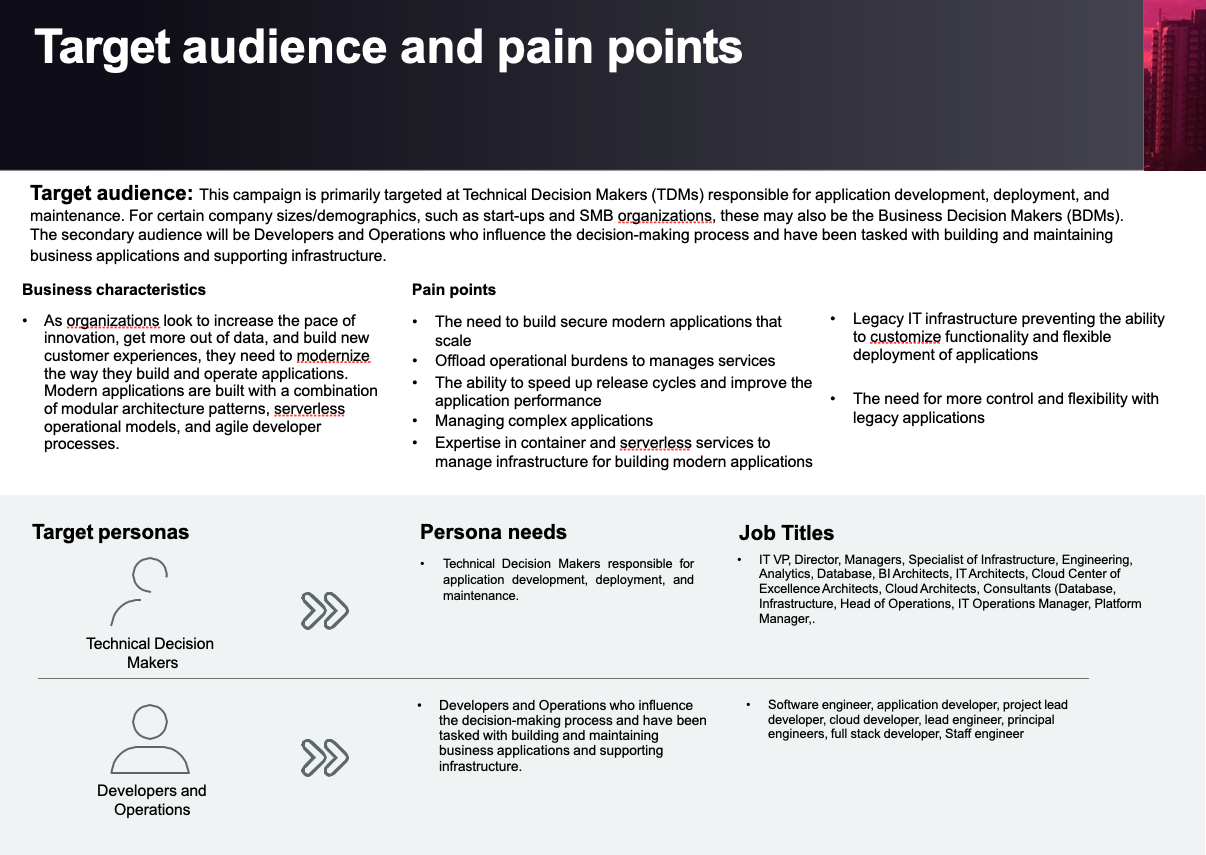 Target audience and pain points
Target audience: This campaign is primarily targeted at Technical Decision Makers (TDMs) responsible for application development, deployment, and
maintenance. For certain company sizes/demographics, such as start-ups and SMB organizations, these may also be the Business Decision Makers (BDMs).
The secondary audience will be Developers and Operations who influence the decision-making process and have been tasked with building and maintaining
business applications and supporting infrastructure.
Business characteristics
• As organizations look to increase the pace of
innovation, get more out of data, and build new
customer experiences, they need to modernize
the way they build and operate applications.
Modern applications are built with a combination
of modular architecture patterns, serverless
operational models, and agile developer
processes.
Pain points
• The need to build secure modern applications that
scale
• Offload operational burdens to manages services
• The ability to speed up release cycles and improve the
application performance
• Managing complex applications
• Expertise in container and serverless services to
manage infrastructure for building modern applications
• Legacy IT infrastructure preventing the ability
to customize functionality and flexible
deployment of applications
• The need for more control and flexibility with
legacy applications
Target personas
Persona needs
Job Titles
Technical Decision
Makers
• Technical Decision Makers responsible for
application development, deployment, and
maintenance.
• IT VP, Director, Managers, Specialist of Infrastructure, Engineering,
Analytics, Database, BI Architects, IT Architects, Cloud Center of
Excellence Architects, Cloud Architects, Consultants (Database,
Infrastructure, Head of Operations, IT Operations Manager, Platform
Manager,.
Developers and
Operations
• Developers and Operations who influence
the decision-making process and have been
tasked with building and maintaining
business applications and supporting
infrastructure.
• Software engineer, application developer, project lead
developer, cloud developer, lead engineer, principal
engineers, full stack developer, Staff engineer